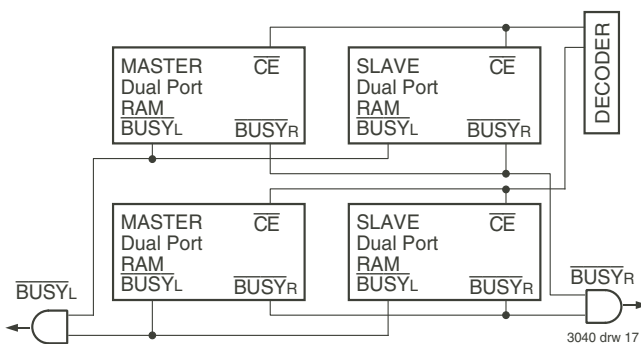 MASTER
Dual Port
RAM
BUSYL
CE
BUSYR
SLAVE
Dual Port
RAM
BUSYL
CE
BUSYR
DECODER
MASTER
Dual Port
RAM
BUSYL
CE
BUSYR
SLAVE
Dual Port
RAM
BUSYL
CE
BUSYR
BUSYL
BUSYR
3040 drw 17